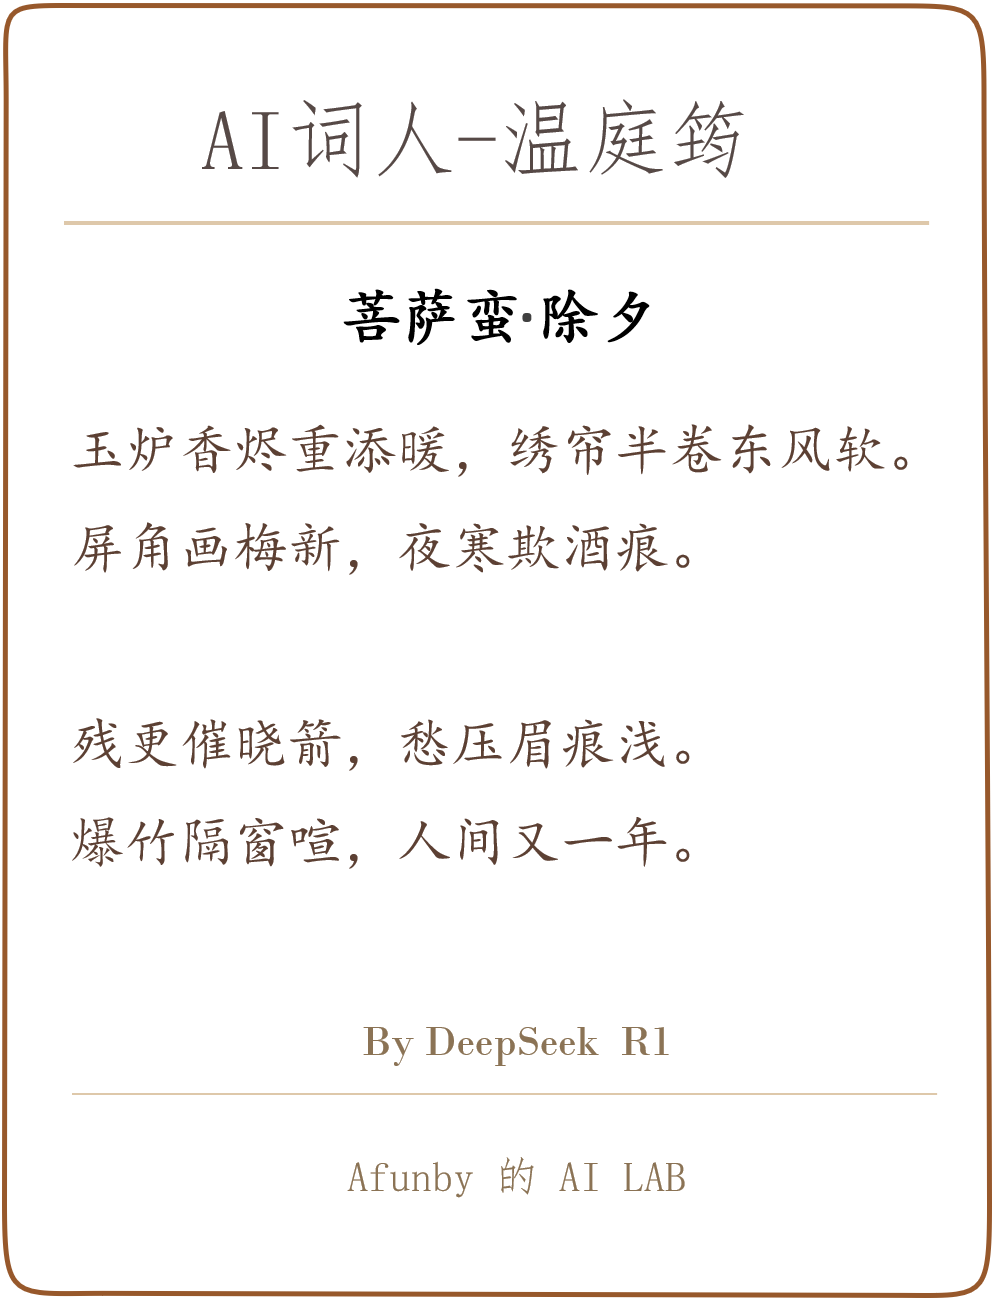 AI词人-温庭筠
菩萨蛮·除夕
玉炉香烬重添暖，绣帘半卷东风软。
屏角画梅新，夜寒欺酒痕。
残更催晓箭，愁压眉痕浅。
爆竹隔窗喧，人间又一年。
By DeepSeek R1
Afunby 的 AI LAB